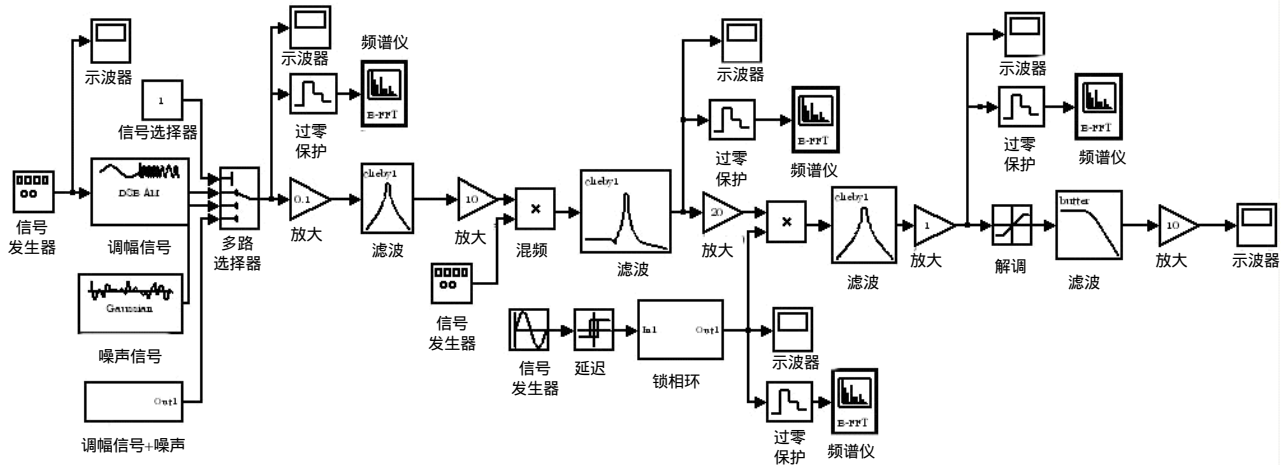 示波器
1
信号选择器
信号
发生器
DSB AM
调幅信号
Gaussian
噪声信号
Out1
调幅信号+噪声
多路
选择器
示波器
过零
保护
频谱仪
B-FFT
0.1
放大
cheby1
滤波
10
放大
信号
发生器
×
混频
cheby1
滤波
示波器
过零
保护
B-FFT
频谱仪
20
放大
×
信号
发生器
延迟
In1
Out1
锁相环
示波器
过零
保护
B-FFT
频谱仪
cheby1
滤波
1
放大
示波器
过零
保护
B-FFT
频谱仪
解调
butter
滤波
10
放大
示波器